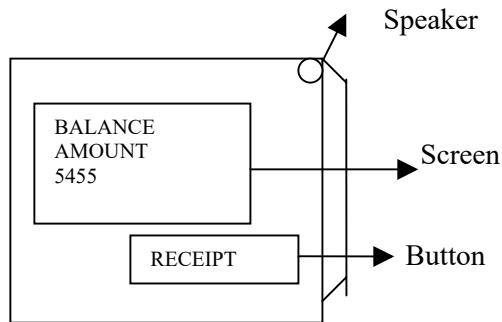 Speaker
BALANCE
AMOUNT
5455
Screen
RECEIPT
Button